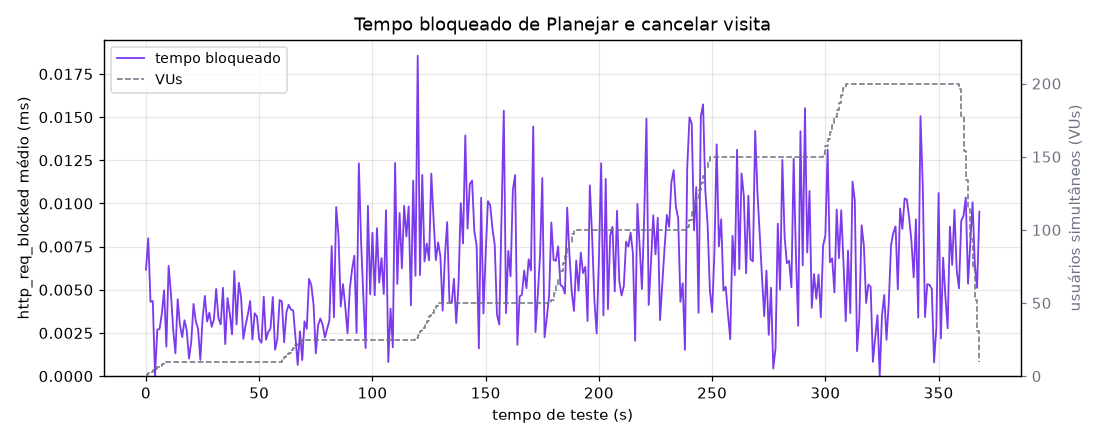 Tempo bloqueado de Planejar e cancelar visita
tempo bloqueado
VUs
http_req_blocked médio (ms)
0.0175
0.0150
0.0125
0.0100
0.0075
0.0050
0.0025
0.0000
200
150
100
50
0
usuários simultâneos (VUs)
0 50 100 150 200 250 300 350
tempo de teste (s)